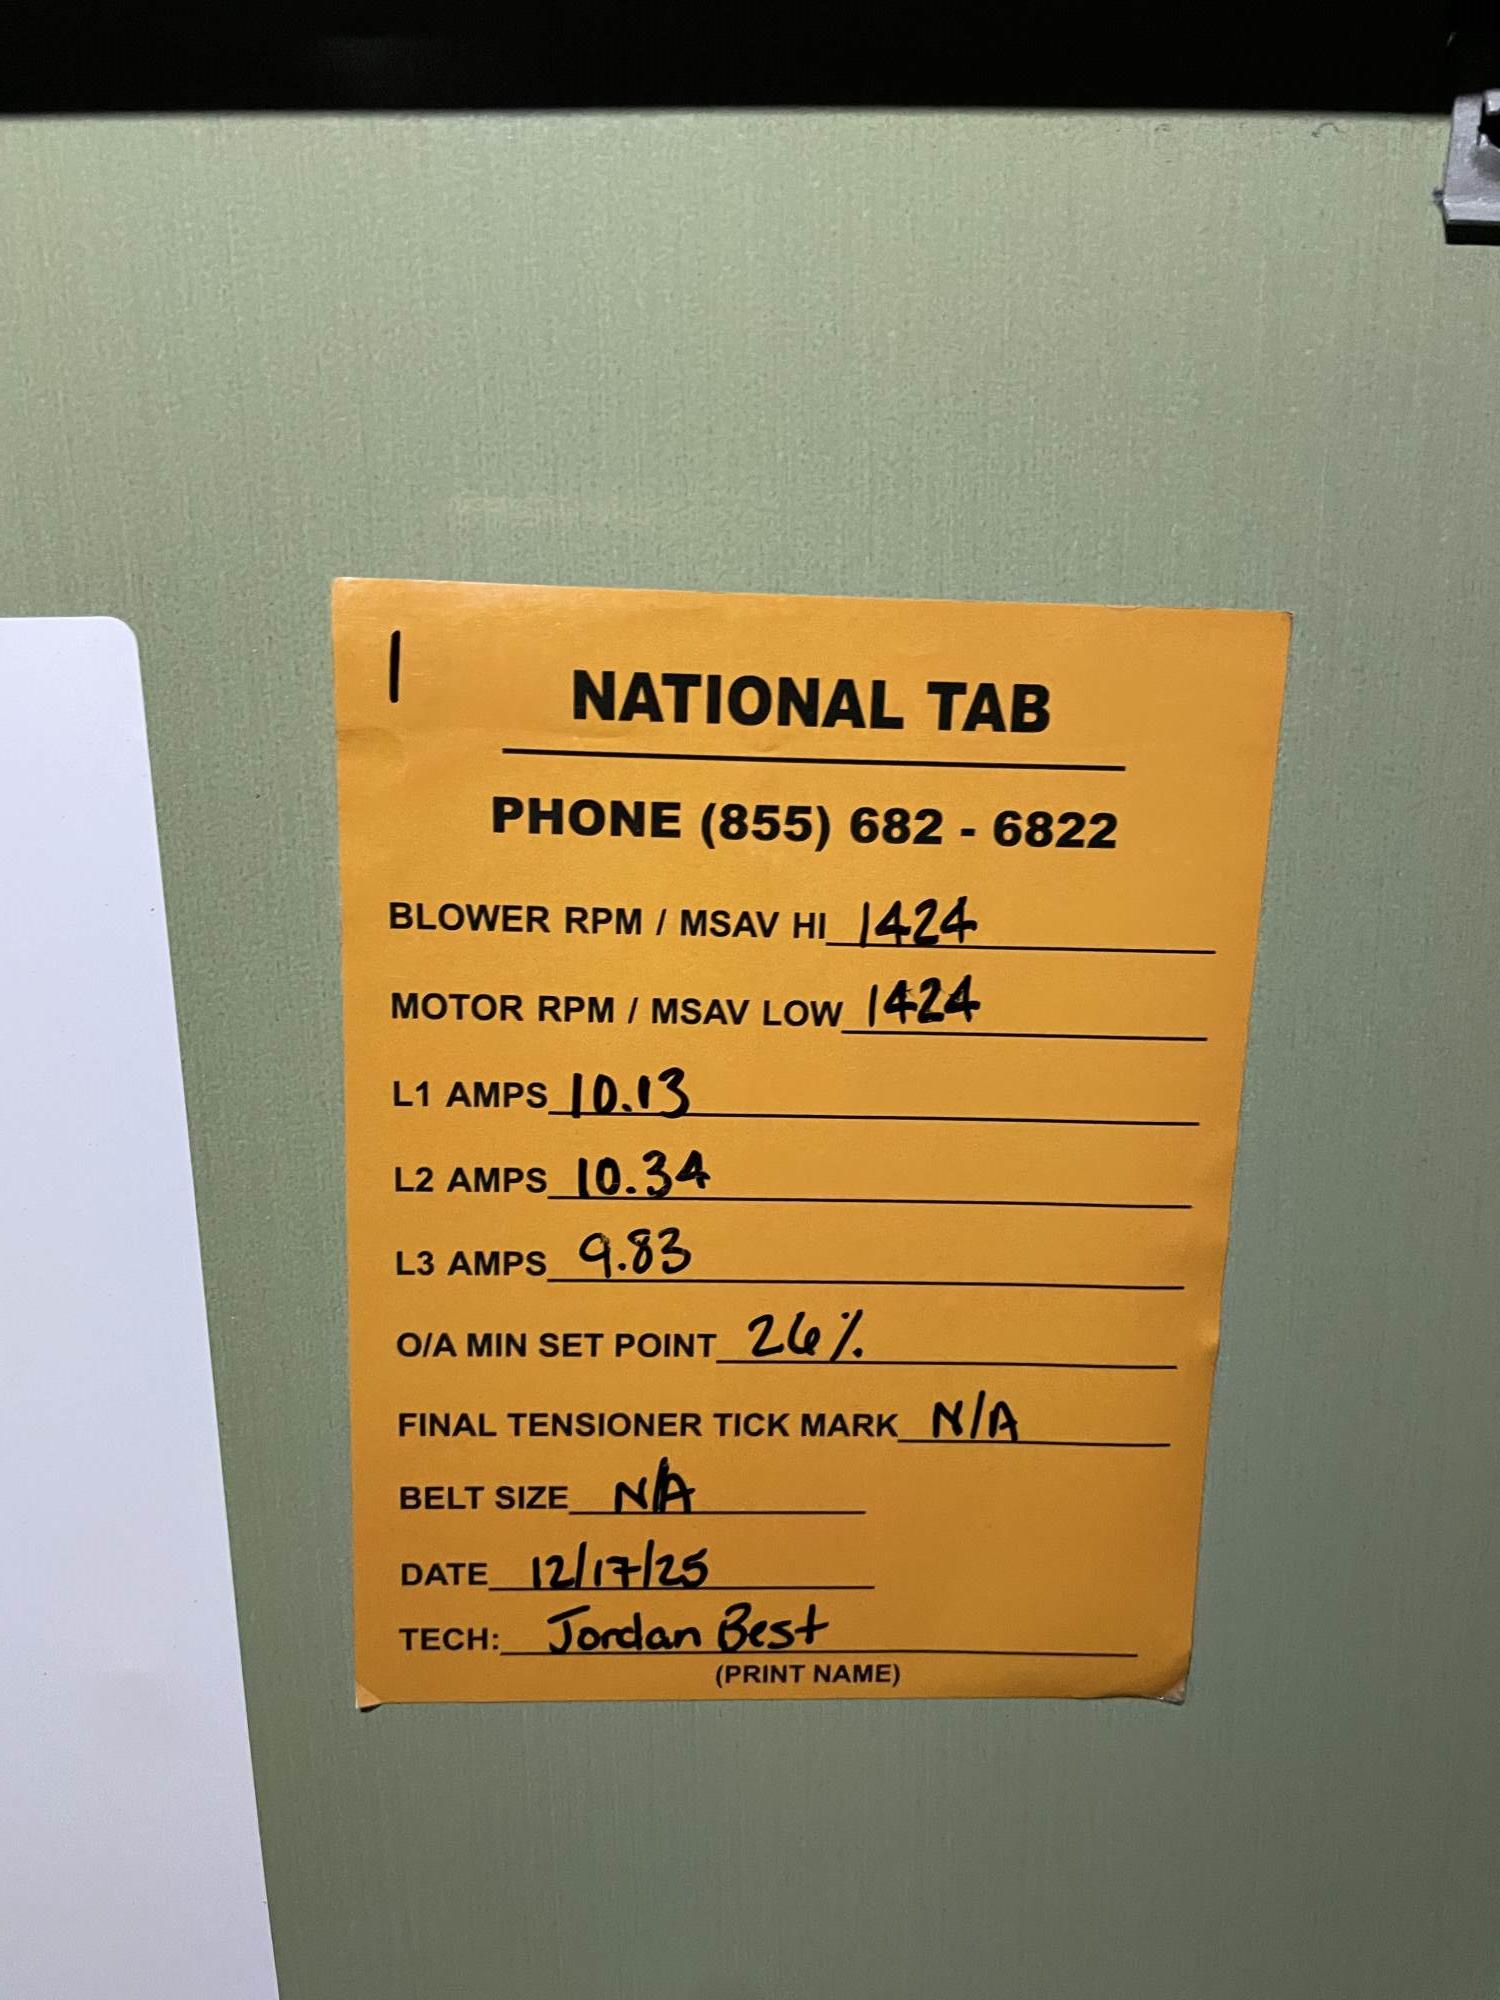 1
NATIONAL TAB
PHONE (855) 682 - 6822
BLOWER RPM / MSAV HI 1424
MOTOR RPM / MSAV LOW 1424
L1 AMPS 10.13
L2 AMPS 10.34
L3 AMPS 9.83
O/A MIN SET POINT 26%
FINAL TENSIONER TICK MARK N/A
BELT SIZE N/A
DATE 12/17/25
TECH: Jordan Best
(PRINT NAME)